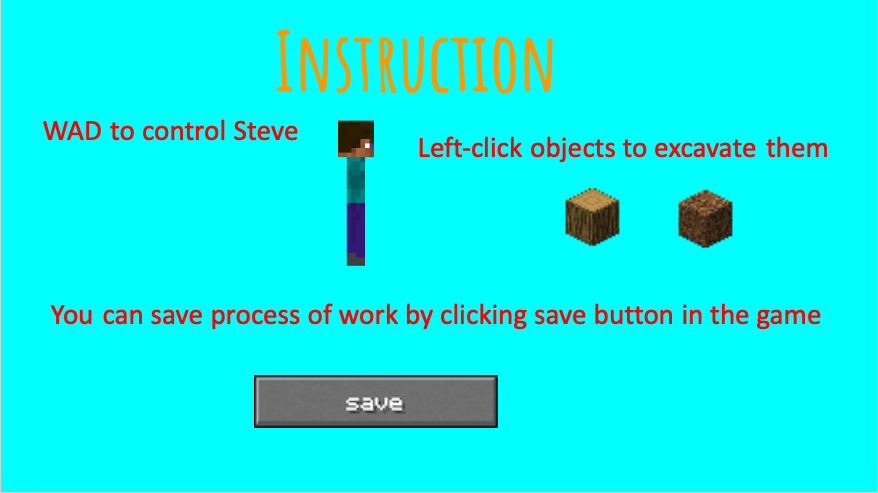 Instruction
WAD to control Steve
Left-click objects to excavate them
You can save process of work by clicking save button in the game
save